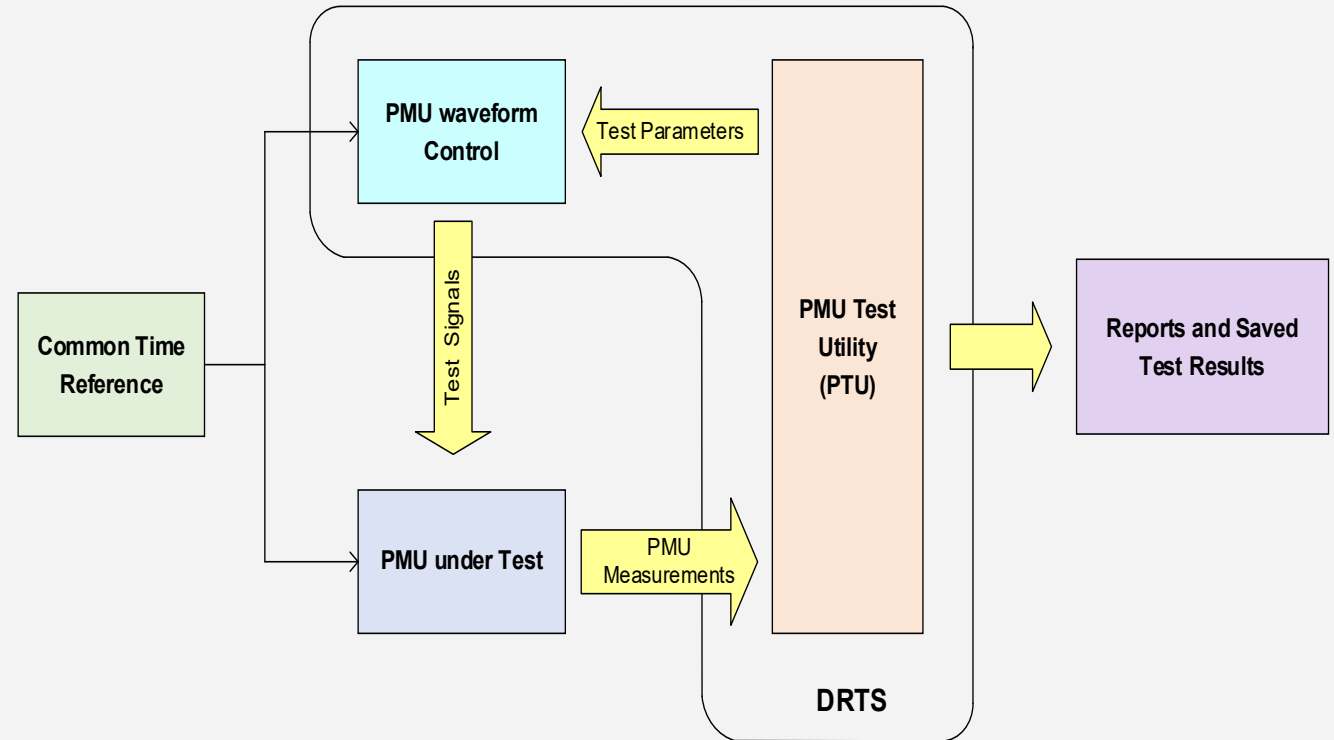 PMU waveform
Control
Test Parameters
Test Signals
Common Time
Reference
PMU Test
Utility
(PTU)
Reports and Saved
Test Results
PMU under Test
PMU
Measurements
DRTS